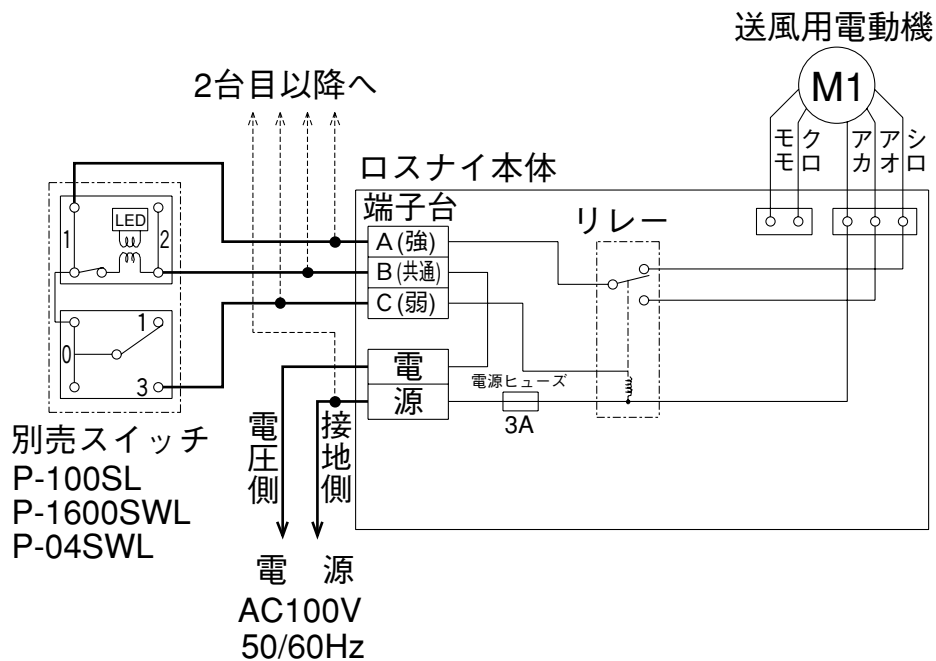 送風用電動機
M1
モモ
クロ
アカ
アオ
シロ
2台目以降へ
ロスナイ本体
端子台
リレー
LED
1
2
A(強)
B(共通)
C(弱)
1
0
3
電
源
電源ヒューズ
3A
別売スイッチ
P-100SL
P-1600SWL
P-04SWL
電圧側
接地側
電 源
AC100V
50/60Hz